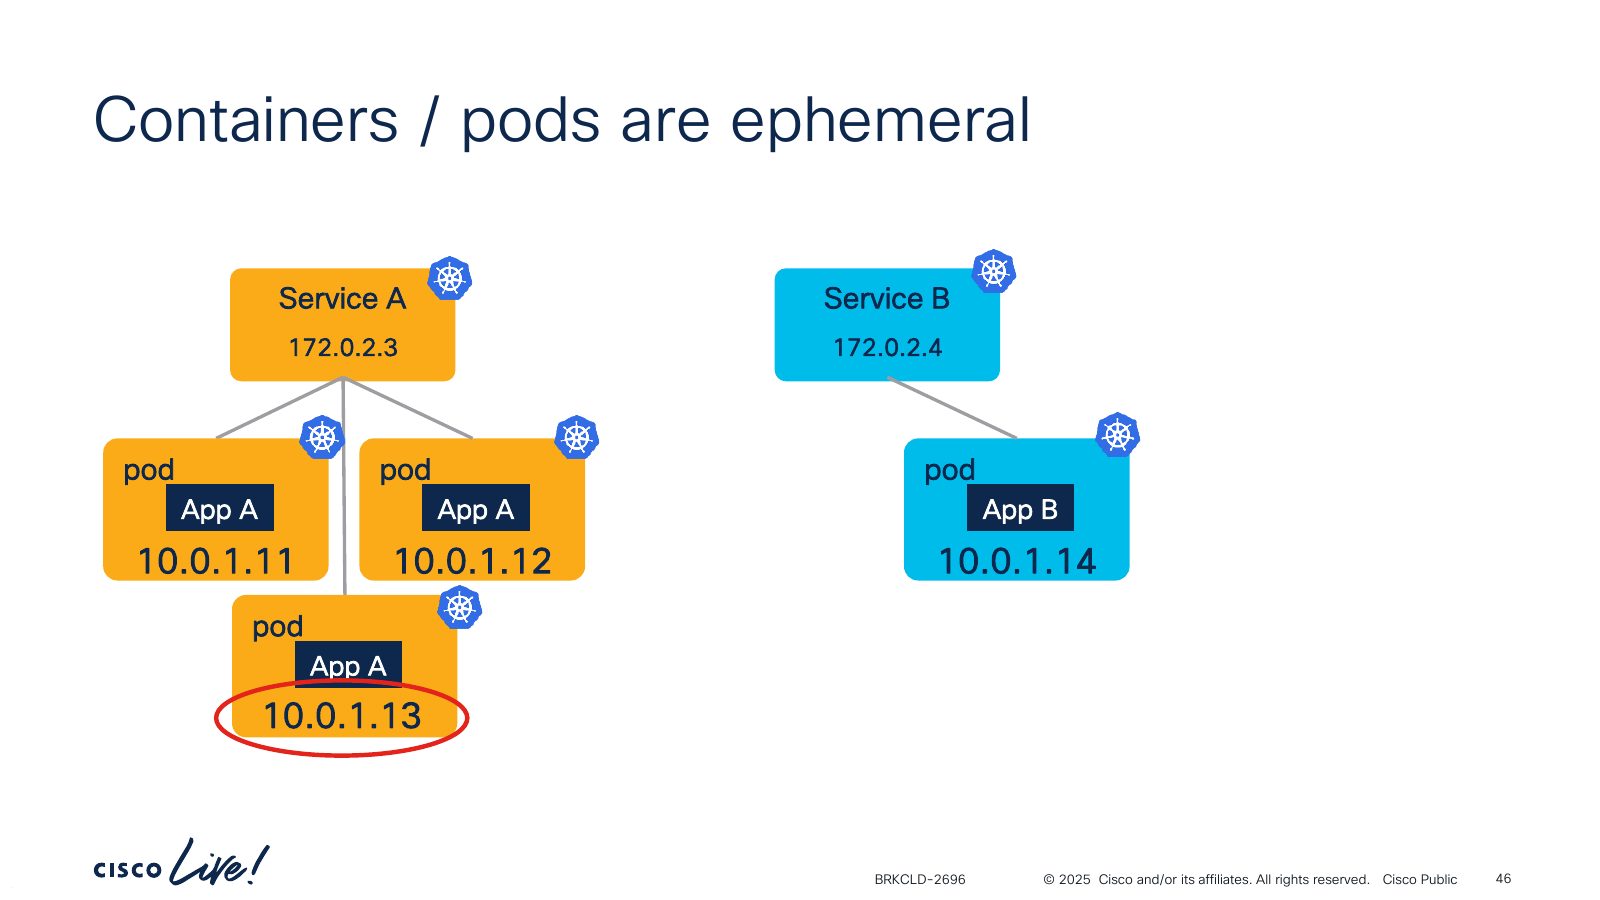 Containers / pods are ephemeral
Service A
172.0.2.3
Service B
172.0.2.4
pod
App A
10.0.1.11
pod
App A
10.0.1.12
pod
App B
10.0.1.14
pod
App A
10.0.1.13
CISCO Live!
BRKCLD-2696
© 2025 Cisco and/or its affiliates. All rights reserved. Cisco Public
46